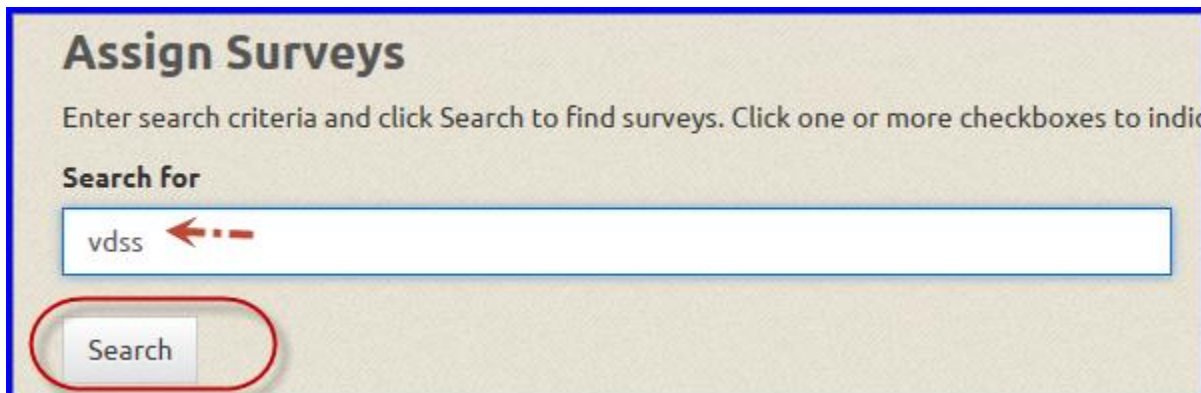 Assign Surveys
Enter search criteria and click Search to find surveys. Click one or more checkboxes to
Search for
vdss
Search